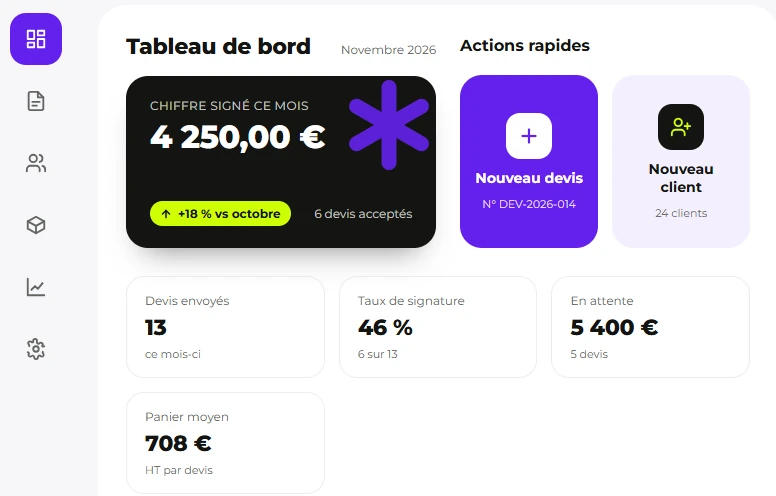 Tableau de bord
Novembre 2026
Actions rapides
CHIFFRE SIGNÉ CE MOIS
4 250,00 €
+18 % vs octobre
6 devis acceptés
Nouveau devis
N° DEV-2026-014
Nouveau
client
24 clients
Devis envoyés
13
ce mois-ci
Taux de signature
46 %
6 sur 13
En attente
5 400 €
5 devis
Panier moyen
708 €
HT par devis